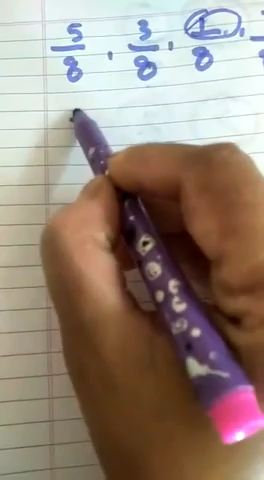 5/8 , 3/8 , 1/8 ,